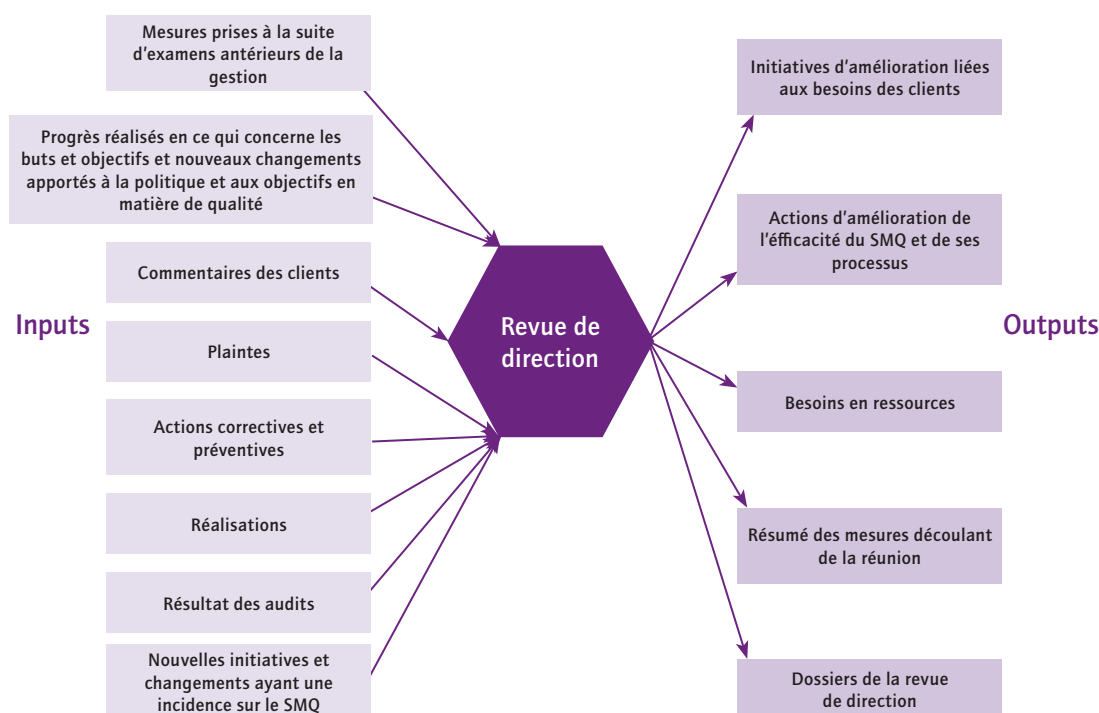 Mesures prises à la suite
d'examens antérieurs de la
gestion
Progrès réalisés en ce qui concerne les
buts et objectifs et nouveaux changements
apportés à la politique et aux objectifs en
matière de qualité
Commentaires des clients
Inputs
Plaintes
Actions correctives et
préventives
Réalisations
Résultat des audits
Nouvelles initiatives et
changements ayant une
incidence sur le SMQ
Revue de
direction
Initiatives d'amélioration liées
aux besoins des clients
Actions d'amélioration de
l'éfficacité du SMQ et de ses
processus
Outputs
Besoins en ressources
Résumé des mesures découlant
de la réunion
Dossiers de la revue
de direction